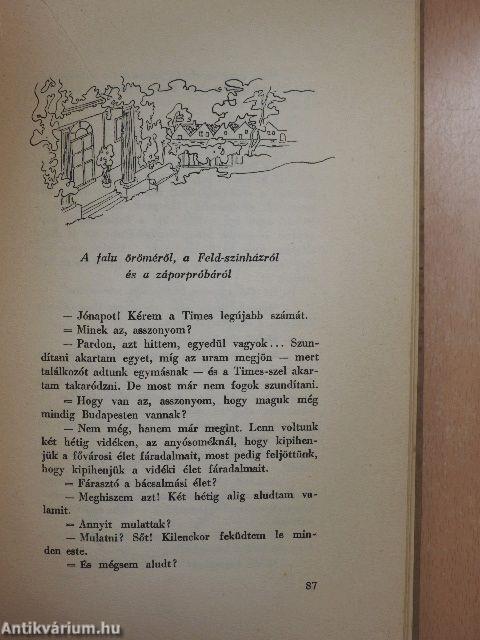 A falu öröméről, a Feld-szinházról
és a záporpróbáról
— Jónapot! Kérem a Times legújabb számát.
= Minek az, asszonyom?
— Pardon, azt hittem, egyedül vagyok... Szun-
dítani akartam egyet, míg az uram megjön — mert
találkozót adtunk egymásnak — és a Times-szel akar-
tam takaródzni. De most már nem fogok szundítani.
= Hogy van az, asszonyom, hogy maguk még
mindig Budapesten vannak?
— Nem még, hanem már megint. Lenn voltunk
két hétig vidéken, az anyósoméknál, hogy kipihen-
jük a fővárosi élet fáradalmait, most pedig feljöttünk,
hogy kipihenjük a vidéki élet fáradalmait.
= Fárasztó a bácsalmási élet?
— Meghiszem azt! Két hétig alig aludtam va-
lamit.
= Annyit mulattak?
— Mulatni? Sőt! Kilenckor feküdtem le min-
den este.
= És mégsem aludt?
87
Antikvárium.hu